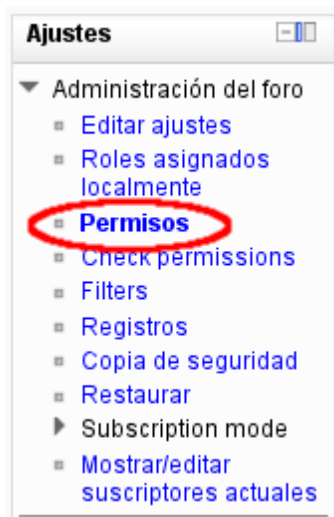 Ajustes
Administración del foro
Editar ajustes
Roles asignados
localmente
Permisos
Check permissions
Filters
Registros
Copia de seguridad
Restaurar
Subscription mode
Mostrar/editar
suscriptores actuales